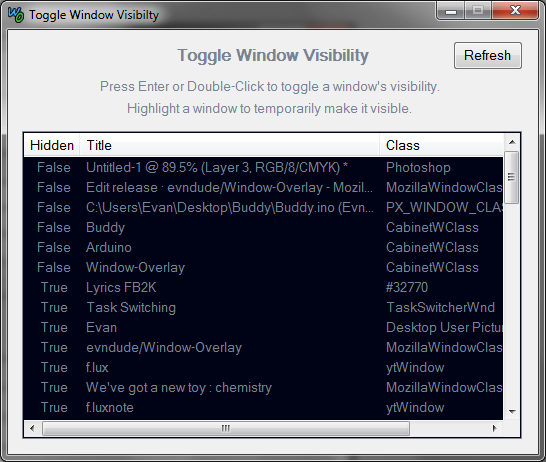 Toggle Window Visibilty
Toggle Window Visibility
Refresh
Press Enter or Double-Click to toggle a window's visibility.
Highlight a window to temporarily make it visible.
Hidden Title Class
False Untitled-1 @ 89.5% (Layer 3, RGB/8/CMYK) * Photoshop
False Edit release · evndude/Window-Overlay - Mozil... MozillaWindowClas
False C:\Users\Evan\Desktop\Buddy\Buddy.ino (Evn... PX_WINDOW_CLAS
False Buddy CabinetWClass
False Arduino CabinetWClass
False Window-Overlay CabinetWClass
True Lyrics FB2K #32770
True Task Switching TaskSwitcherWnd
True Evan Desktop User Pictur
True evndude/Window-Overlay MozillaWindowClas
True f.lux ytWindow
True We've got a new toy : chemistry MozillaWindowClas
True f.luxnote ytWindow